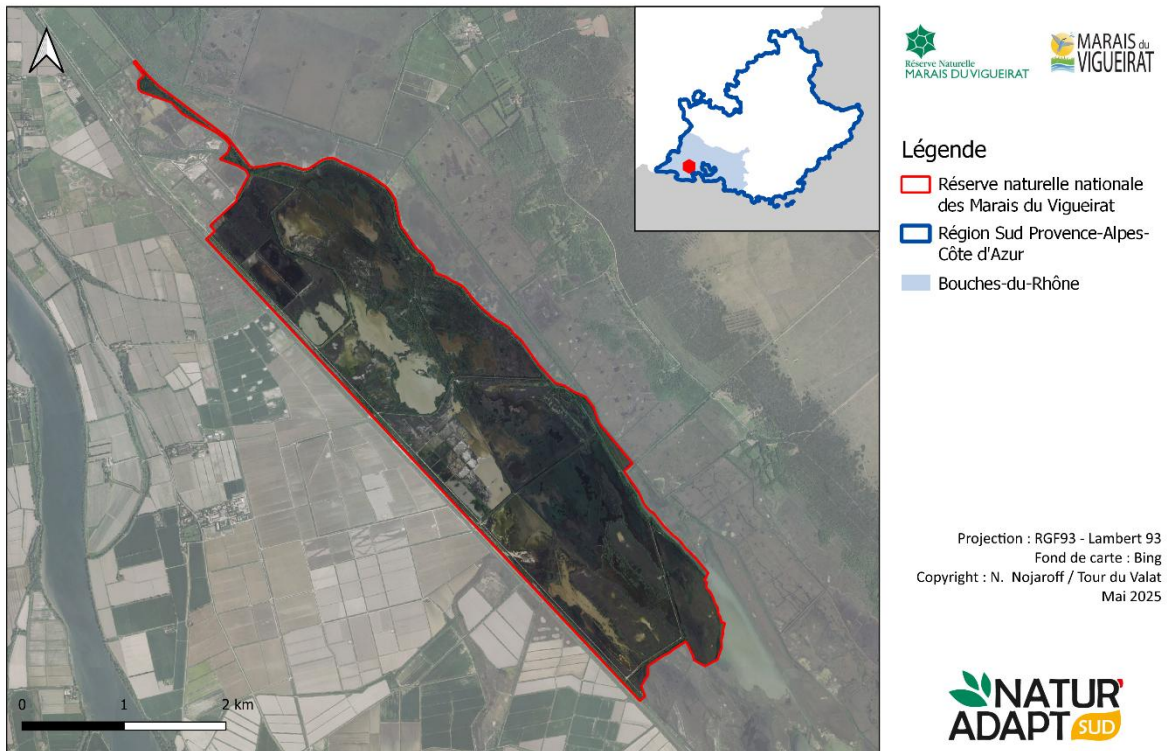 Réserve Naturelle
MARAIS DU VIGUEIRAT
MARAIS du
VIGUEIRAT
Légende
Réserve naturelle nationale
des Marais du Vigueirat
Région Sud Provence-Alpes-
Côte d'Azur
Bouches-du-Rhône
Projection : RGF93 - Lambert 93
Fond de carte : Bing
Copyright : N. Nojaroff / Tour du Valat
Mai 2025
0 1 2 km
NATUR'
ADAPT SUD